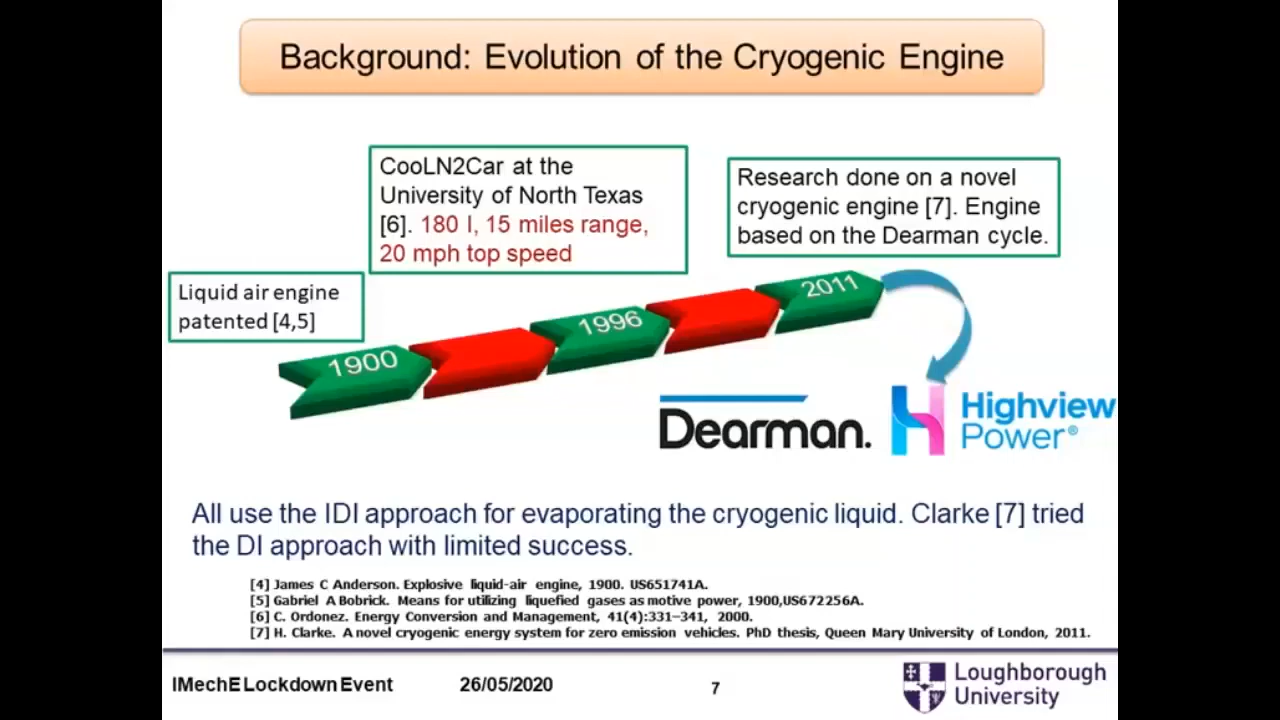 Background: Evolution of the Cryogenic Engine
CooLN2Car at the
University of North Texas
[6]. 180 l, 15 miles range,
20 mph top speed
Research done on a novel
cryogenic engine [7]. Engine
based on the Dearman cycle.
Liquid air engine
patented [4,5]
1900
1996
2011
Dearman.
Highview
Power®
All use the IDI approach for evaporating the cryogenic liquid. Clarke [7] tried
the DI approach with limited success.
[4] James C Anderson. Explosive liquid-air engine, 1900. US651741A.
[5] Gabriel A Bobrick. Means for utilizing liquefied gases as motive power, 1900,US672256A.
[6] C. Ordonez. Energy Conversion and Management, 41(4):331–341, 2000.
[7] H. Clarke. A novel cryogenic energy system for zero emission vehicles. PhD thesis, Queen Mary University of London, 2011.
IMechE Lockdown Event 26/05/2020 7
Loughborough
University